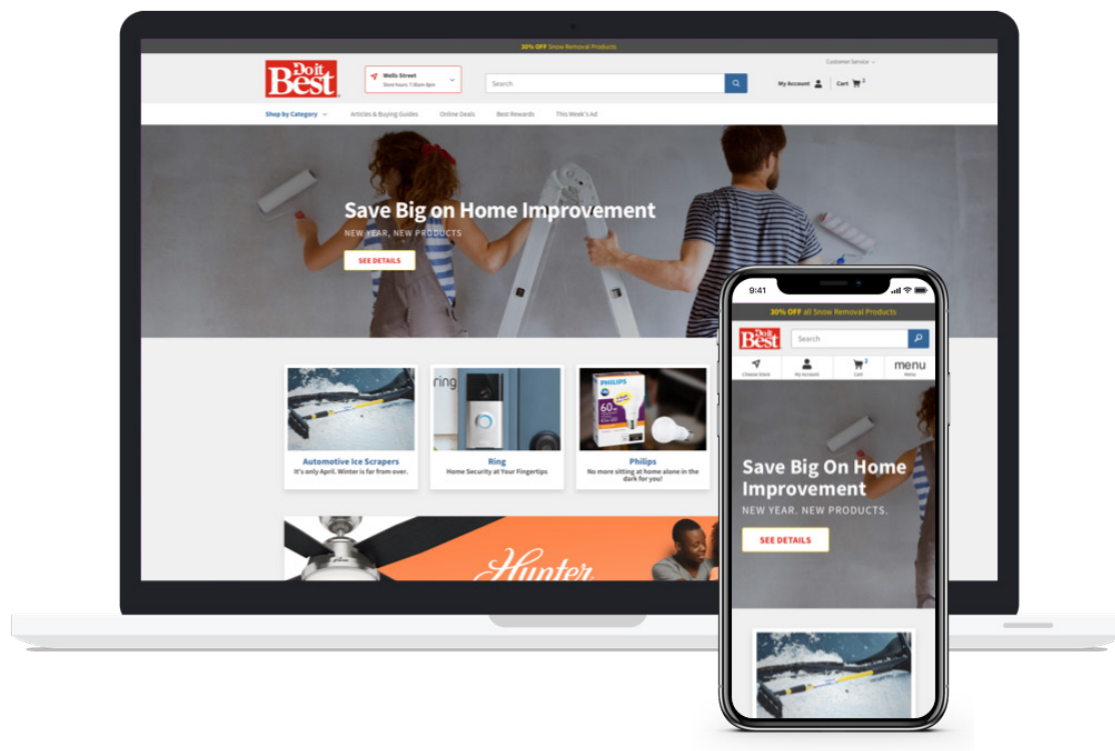 30% OFF Snow Removal Products
Customer Service
Do it
Best
Wells Street
Store hours: 7:30am-8pm
Search
My Account
Cart
2
Shop by Category
Articles & Buying Guides
Online Deals
Best Rewards
This Week's Ad
Save Big on Home Improvement
NEW YEAR, NEW PRODUCTS
SEE DETAILS
ring
PHILIPS
60
Automotive Ice Scrapers
It's only April. Winter is far from over.
Ring
Home Security at Your Fingertips
Philips
No more sitting at home alone in the
dark for you!
Hunter
9:41
30% OFF all Snow Removal Products
Do it
Best
Search
Choose Store
My Account
Cart
menu
Menu
Save Big On Home
Improvement
NEW YEAR. NEW PRODUCTS.
SEE DETAILS